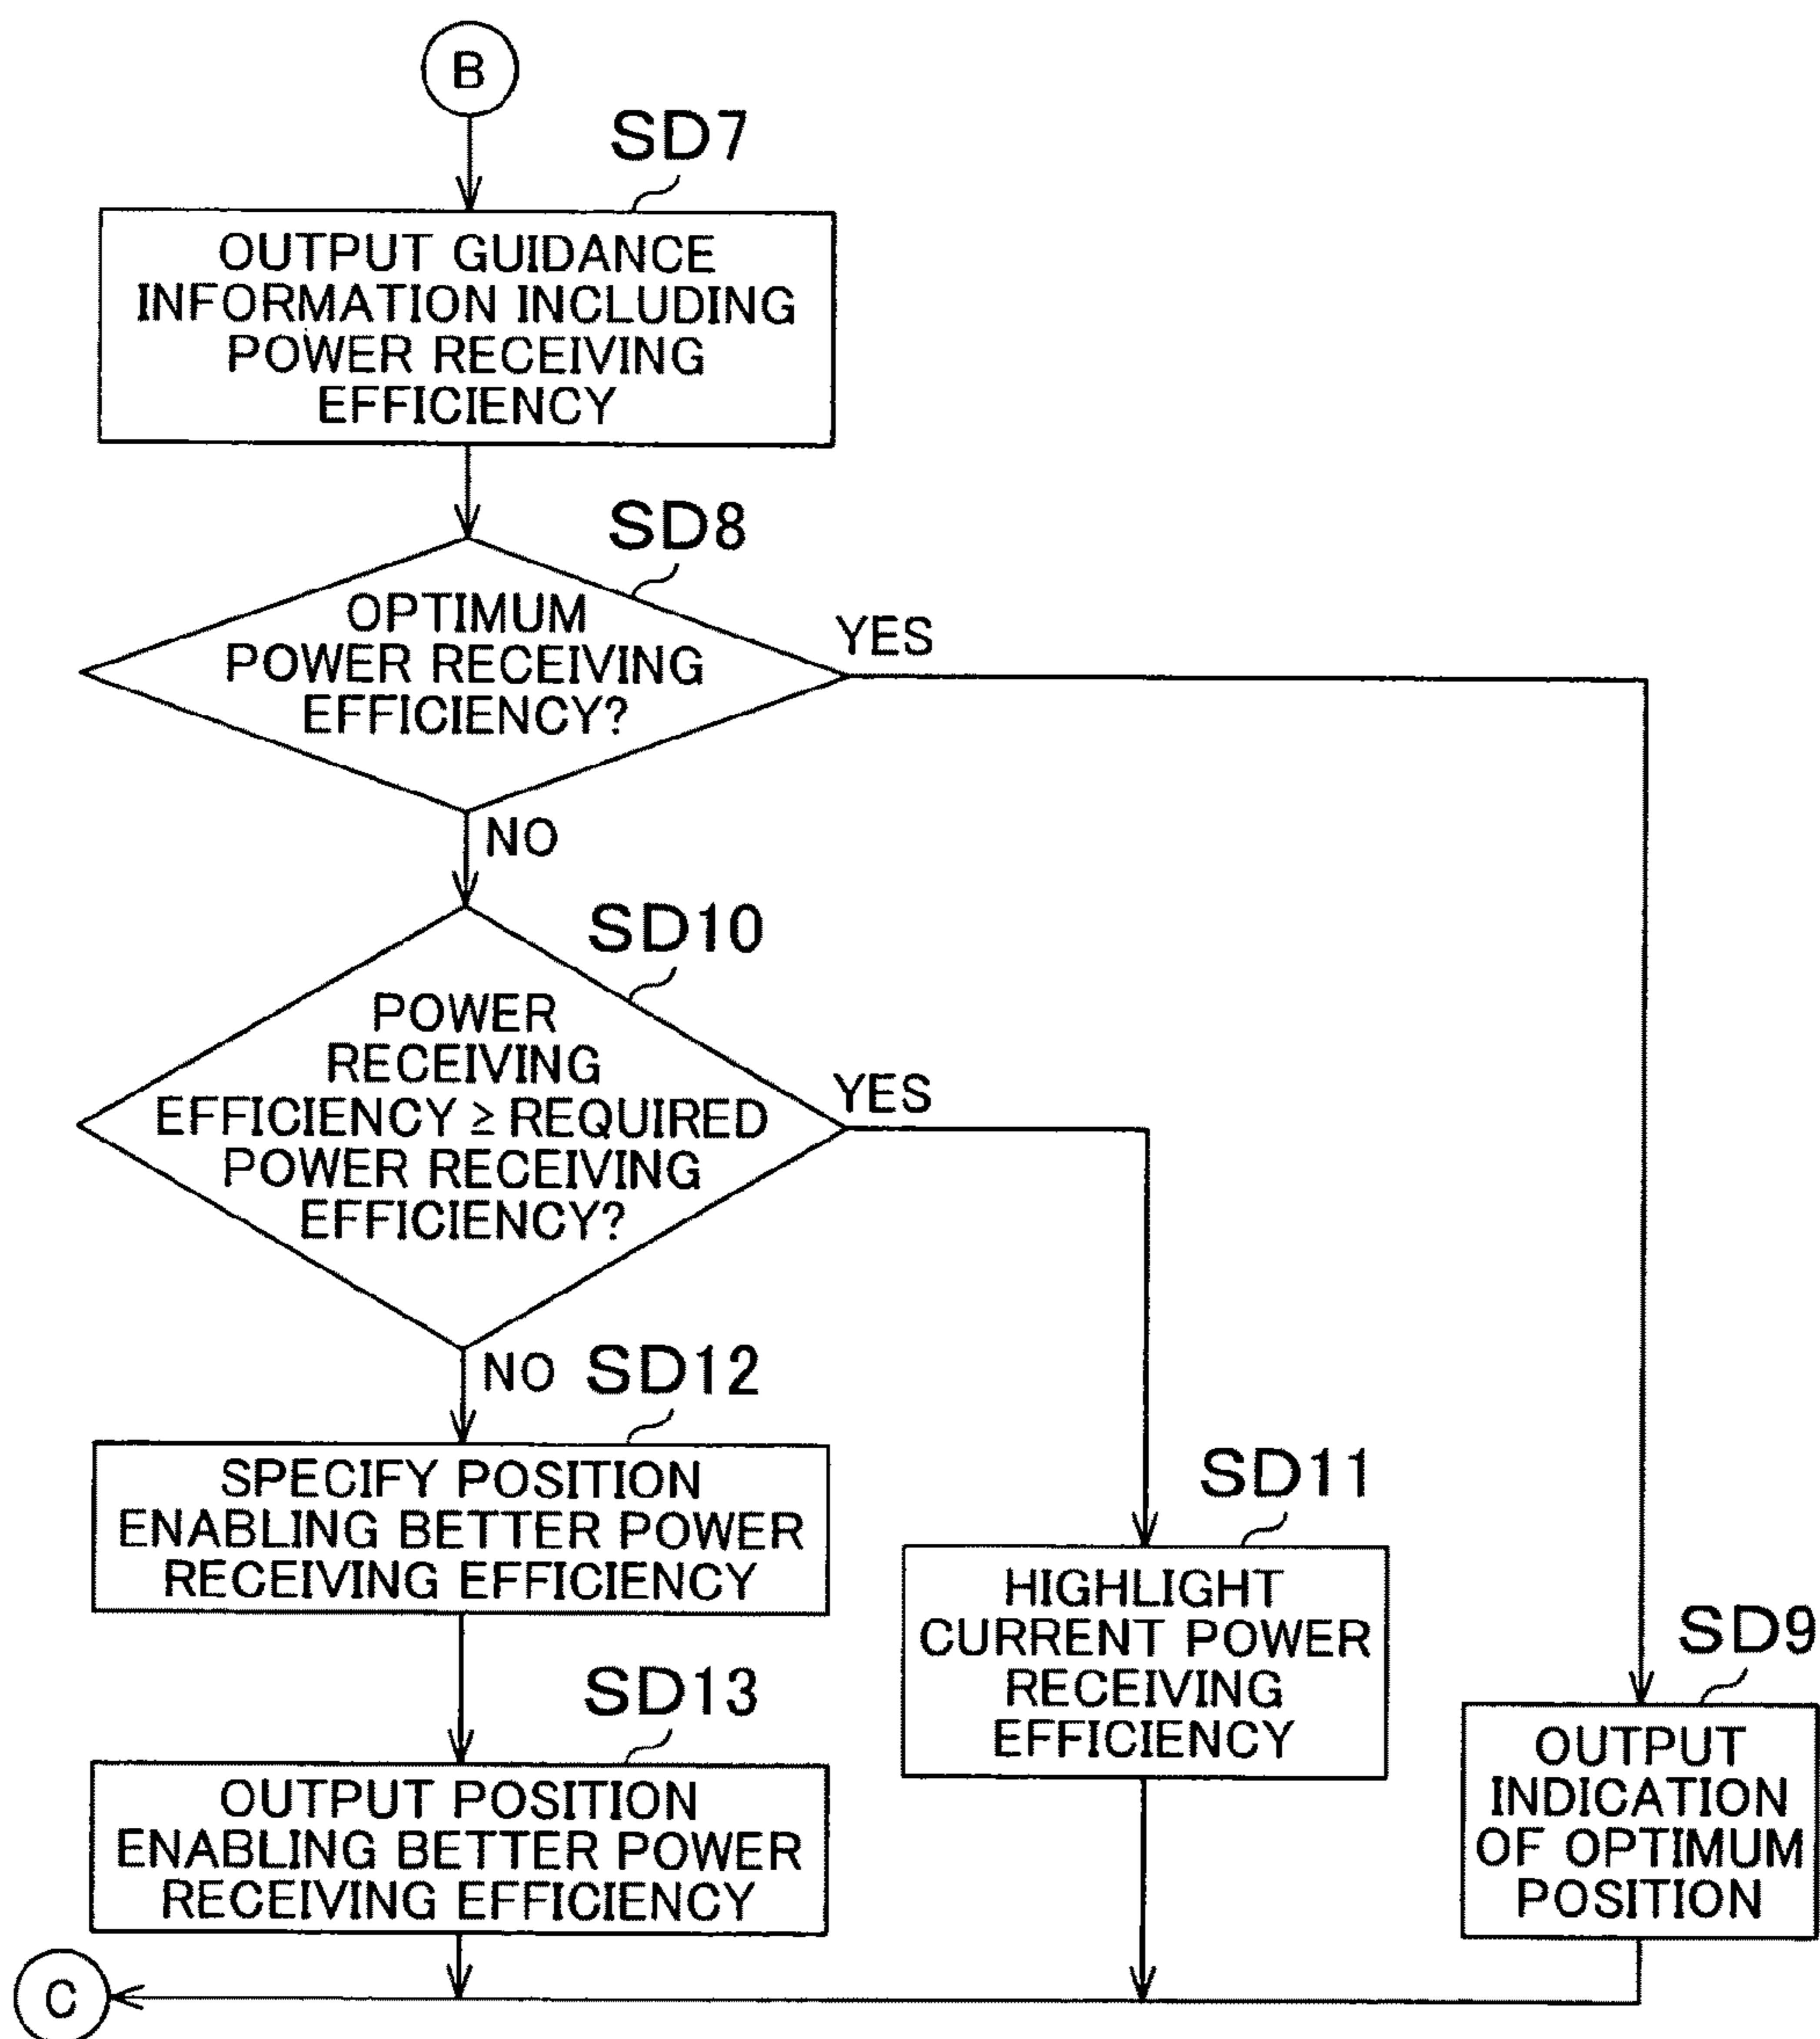 B
SD7
OUTPUT GUIDANCE
INFORMATION INCLUDING
POWER RECEIVING
EFFICIENCY
SD8
OPTIMUM
POWER RECEIVING
EFFICIENCY?
YES
NO
SD10
POWER
RECEIVING
EFFICIENCY ≥ REQUIRED
POWER RECEIVING
EFFICIENCY?
YES
NO
SD12
SPECIFY POSITION
ENABLING BETTER POWER
RECEIVING EFFICIENCY
SD13
OUTPUT POSITION
ENABLING BETTER POWER
RECEIVING EFFICIENCY
SD11
HIGHLIGHT
CURRENT POWER
RECEIVING
EFFICIENCY
SD9
OUTPUT
INDICATION
OF OPTIMUM
POSITION
C